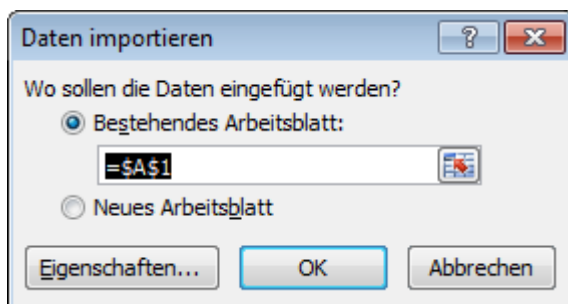 Daten importieren
?
Wo sollen die Daten eingefügt werden?
Bestehendes Arbeitsblatt:
=$A$1
Neues Arbeitsblatt
Eigenschaften... OK Abbrechen